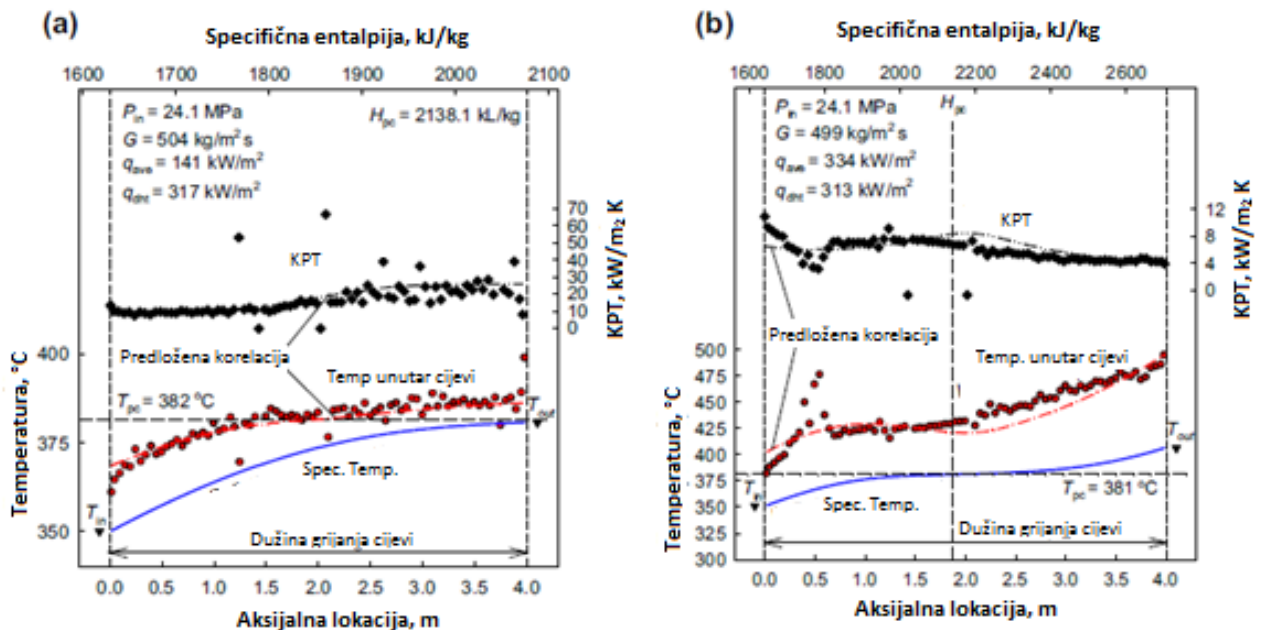 (a)
Specifična entalpija, kJ/kg
1600 1700 1800 1900 2000 2100
P_in = 24.1 MPa
H_pc = 2138.1 kL/kg
G = 504 kg/m² s
q_ave = 141 kW/m²
q_dht = 317 kW/m²
70
60
50
40
30
20
10
0
KPT, kW/m₂ K
KPT
Predložena korelacija
Temp unutar cijevi
400
375
350
Temperatura, °C
T_pc = 382 °C
T_out
T_in
Spec. Temp.
Dužina grijanja cijevi
0.0 0.5 1.0 1.5 2.0 2.5 3.0 3.5 4.0
Aksijalna lokacija, m
(b)
Specifična entalpija, kJ/kg
1600 1800 2000 2200 2400 2600
H_pc
P_in = 24.1 MPa
G = 499 kg/m² s
q_ave = 334 kW/m²
q_dht = 313 kW/m²
12
8
4
0
KPT, kW/m₂ K
KPT
Predložena korelacija
Temp. unutar cijevi
500
475
450
425
400
375
350
325
300
Temperatura, °C
T_out
T_in
T_pc = 381 °C
Spec. Temp.
Dužina grijanja cijevi
0.0 0.5 1.0 1.5 2.0 2.5 3.0 3.5 4.0
Aksijalna lokacija, m